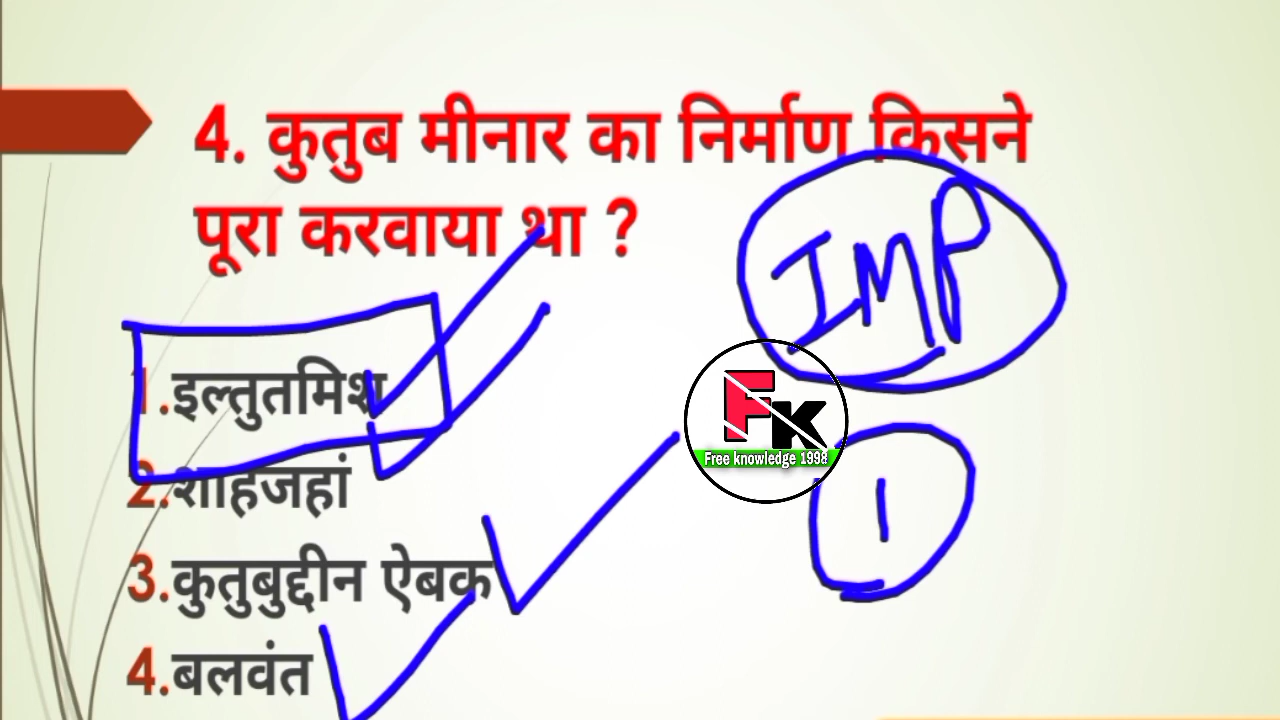 4. कुतुब मीनार का निर्माण किसने
पूरा करवाया था ?
IMP
1.इल्तुतमिश
FK
Free knowledge 1998
2.शाहजहां
1
3.कुतुबुद्दीन ऐबक
4.बलवंत